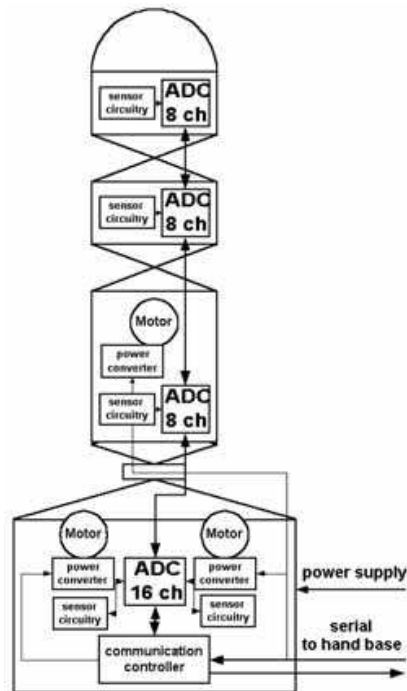 sensor
circuitry
ADC
8 ch
sensor
circuitry
ADC
8 ch
Motor
power
converter
sensor
circuitry
ADC
8 ch
Motor
Motor
power
converter
ADC
16 ch
power
converter
sensor
circuitry
sensor
circuitry
communication
controller
power supply
serial
to hand base